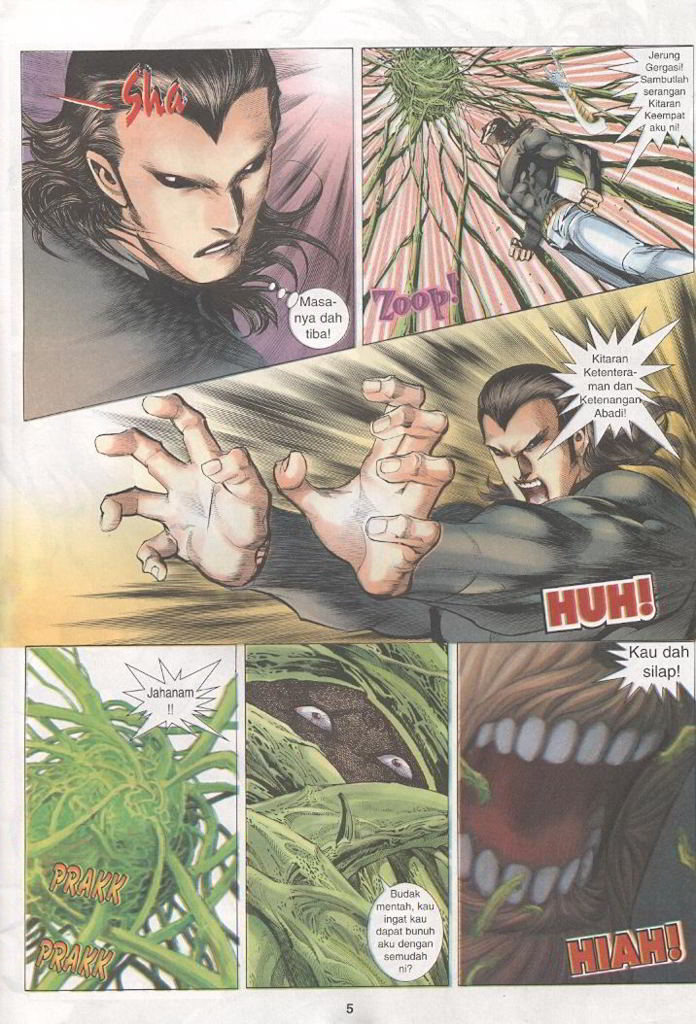 Sha
Masa-
nya dah
tiba!
Jerung
Gergasi!
Sambutlah
serangan
Kitaran
Keempat
aku ni!
Zoop!
Kitaran
Ketentera-
man dan
Ketenangan
Abadi!
HUH!
Jahanam
!!
PRAKK
PRAKK
Budak
mentah, kau
ingat kau
dapat bunuh
aku dengan
semudah
ni?
Kau dah
silap!
HIAH!
5